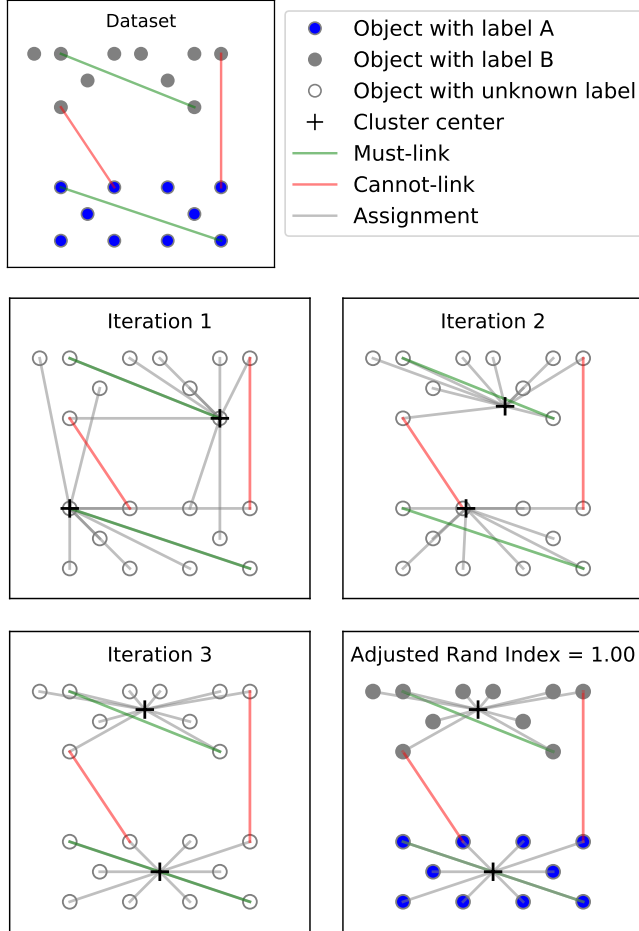 Dataset
Object with label A
Object with label B
Object with unknown label
Cluster center
Must-link
Cannot-link
Assignment
Iteration 1
Iteration 2
Iteration 3
Adjusted Rand Index = 1.00